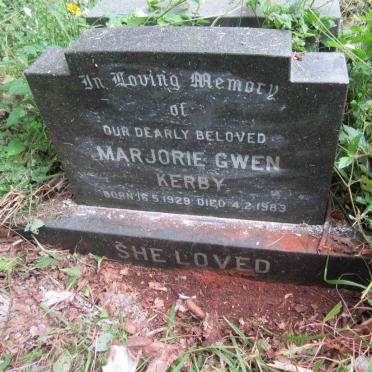 In Loving Memory
of
OUR DEARLY BELOVED
MARJORIE GWEN
KERBY
BORN 16.5.1929 DIED 4.2.1983
SHE LOVED